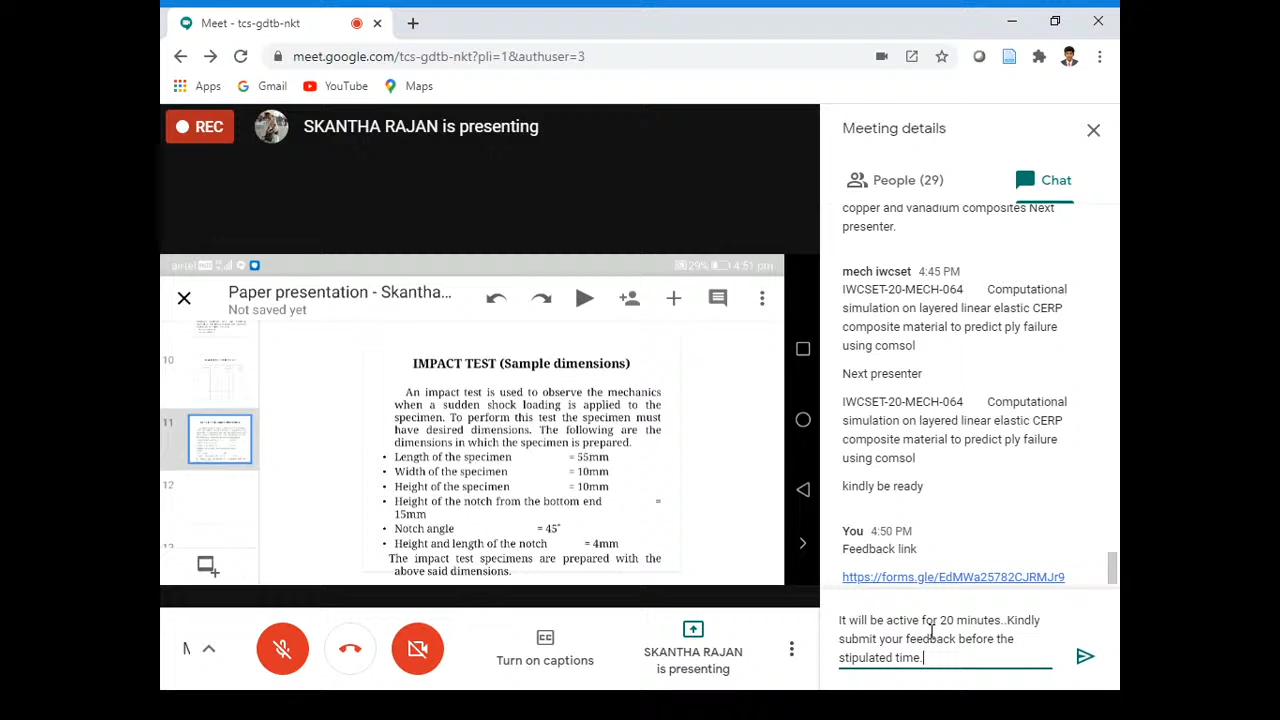 Meet - tcs-gdtb-nkt
meet.google.com/tcs-gdtb-nkt?pli=1&authuser=3
Apps
Gmail
YouTube
Maps
REC
SKANTHA RAJAN is presenting
airtel
29%
4:51 pm
Paper presentation - Skantha...
Not saved yet
10
11
12
13
IMPACT TEST (Sample dimensions)
An impact test is used to observe the mechanics
when a sudden shock loading is applied to the
specimen. To perform this test the specimen must
have desired dimensions. The following are the
dimensions in which the specimen is prepared.
• Length of the specimen = 55mm
• Width of the specimen = 10mm
• Height of the specimen = 10mm
• Height of the notch from the bottom end =
15mm
• Notch angle = 45°
• Height and length of the notch = 4mm
The impact test specimens are prepared with the
above said dimensions.
Turn on captions
SKANTHA RAJAN
is presenting
Meeting details
People (29)
Chat
copper and vanadium composites Next
presenter.
mech iwcset 4:45 PM
IWCSET-20-MECH-064 Computational
simulation on layered linear elastic CERP
composite material to predict ply failure
using comsol
Next presenter
IWCSET-20-MECH-064 Computational
simulation on layered linear elastic CERP
composite material to predict ply failure
using comsol
kindly be ready
You 4:50 PM
Feedback link
https://forms.gle/EdMWa25782CJRMJr9
It will be active for 20 minutes..Kindly
submit your feedback before the
stipulated time.